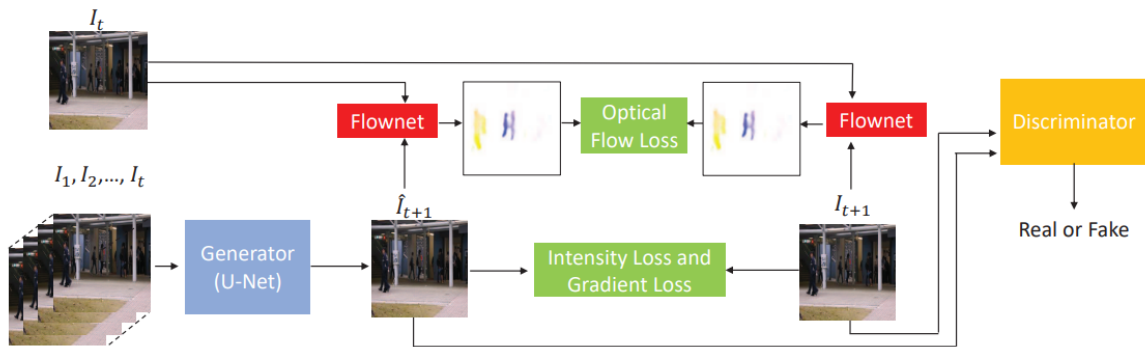 I_t
Flownet
Optical
Flow Loss
Flownet
Discriminator
I_1, I_2,..., I_t
Î_{t+1}
I_{t+1}
Real or Fake
Generator
(U-Net)
Intensity Loss and
Gradient Loss